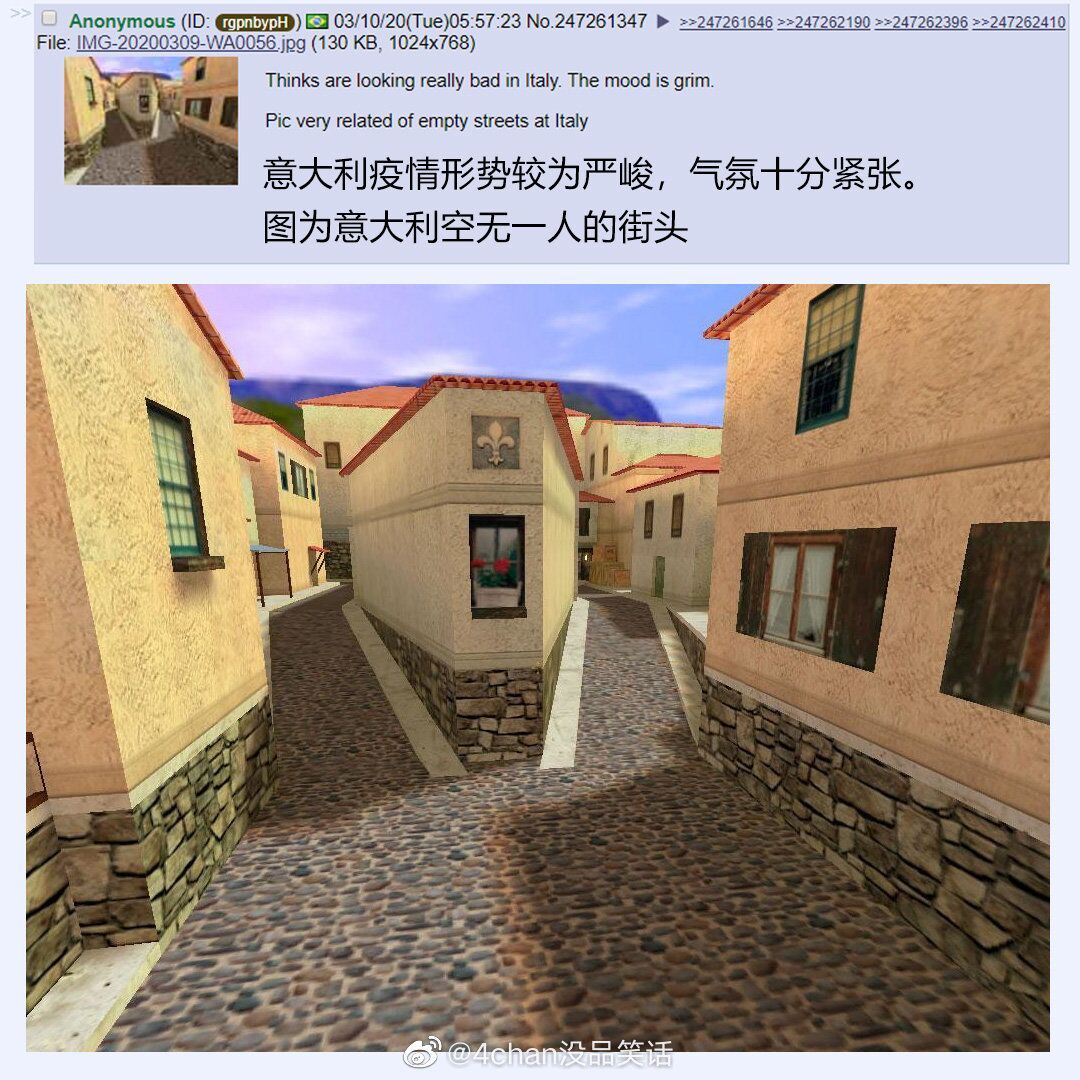 >> Anonymous (ID: rgpnbypH) 03/10/20(Tue)05:57:23 No.247261347 ▶ >>247261646 >>247262190 >>247262396 >>247262410
File: IMG-20200309-WA0056.jpg (130 KB, 1024x768)
Thinks are looking really bad in Italy. The mood is grim.
Pic very related of empty streets at Italy
意大利疫情形势较为严峻，气氛十分紧张。
图为意大利空无一人的街头
@4chan没品笑话